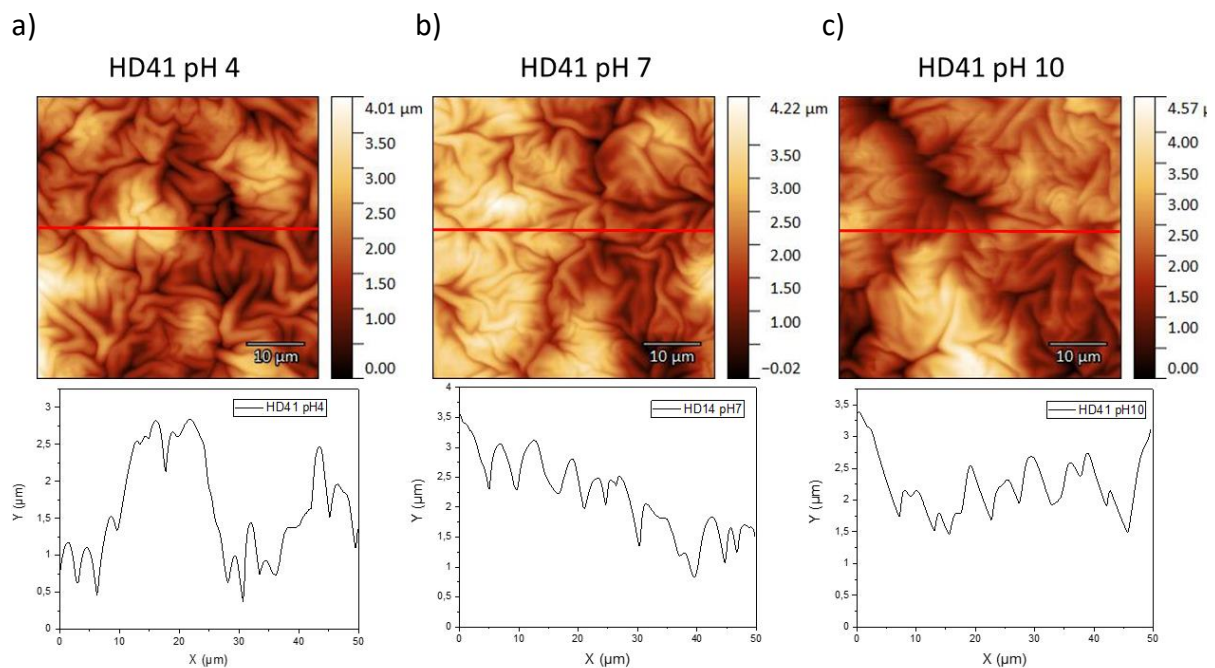 a)
HD41 pH 4
4.01 µm
3.50
3.00
2.50
2.00
1.50
1.00
0.00
10 µm
HD41 pH4
3
2,5
2
1,5
1
0,5
0
Y (µm)
0 10 20 30 40 50
X (µm)
b)
HD41 pH 7
4.22 µm
3.50
3.00
2.50
2.00
1.50
1.00
−0.02
10 µm
HD14 pH7
4
3,5
3
2,5
2
1,5
1
0,5
0
Y (µm)
0 10 20 30 40 50
X (µm)
c)
HD41 pH 10
4.57 µ
3.50
3.00
2.50
2.00
1.50
1.00
0.00
10 µm
HD41 pH10
3,5
3
2,5
2
1,5
1
0,5
0
Y (µm)
0 10 20 30 40 50
X (µm)